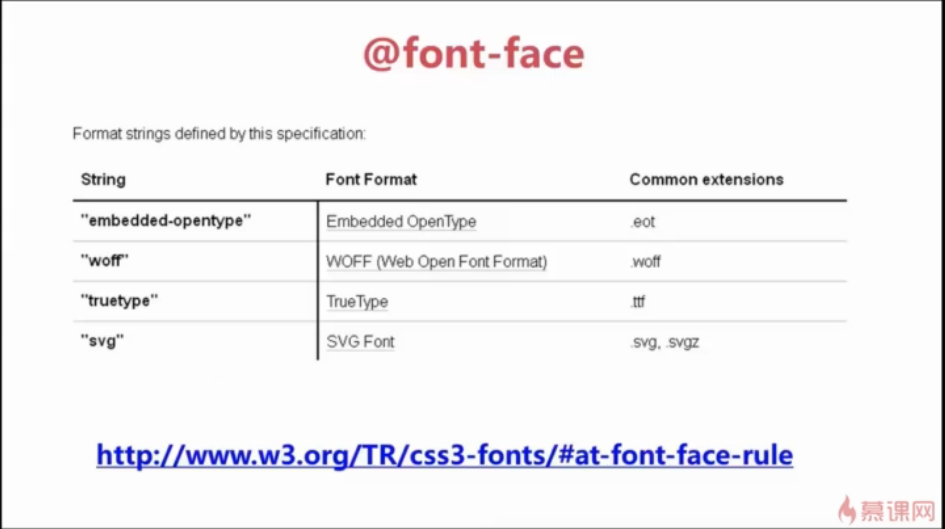 @font-face
Format strings defined by this specification:
String Font Format Common extensions
"embedded-opentype" Embedded OpenType .eot
"woff" WOFF (Web Open Font Format) .woff
"truetype" TrueType .ttf
"svg" SVG Font .svg, .svgz
http://www.w3.org/TR/css3-fonts/#at-font-face-rule
慕课网